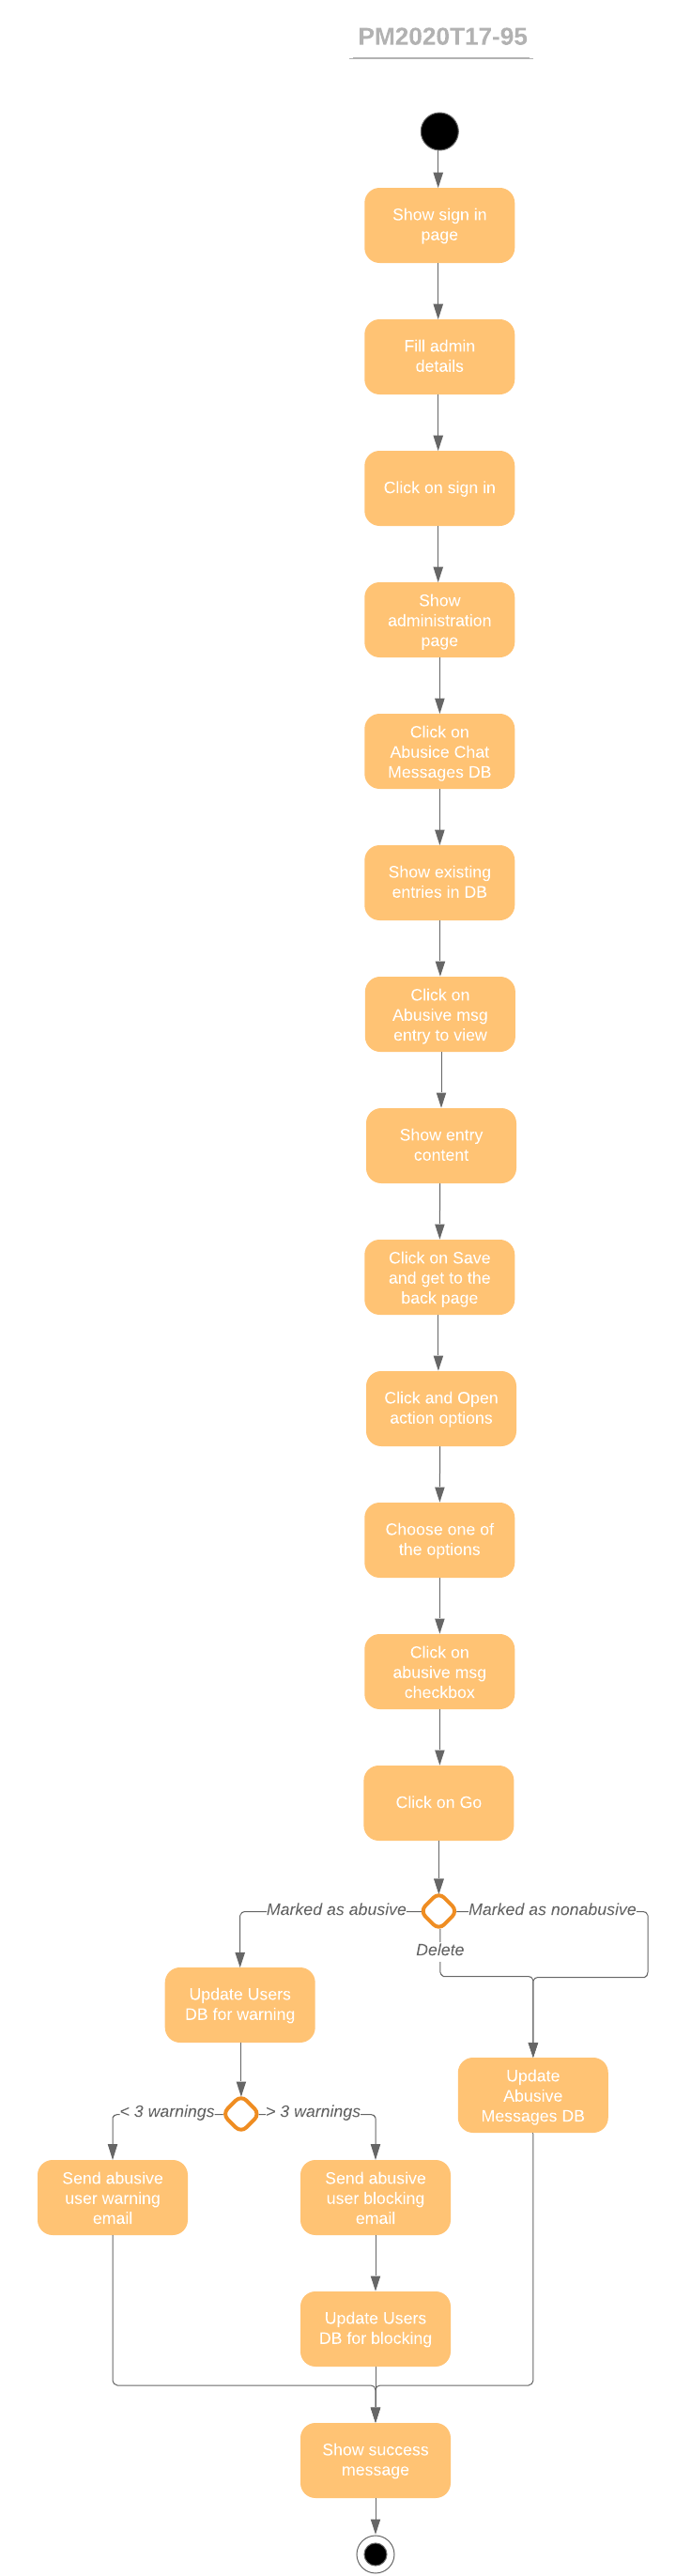 PM2020T17-95
Show sign in
page
Fill admin
details
Click on sign in
Show
administration
page
Click on
Abusice Chat
Messages DB
Show existing
entries in DB
Click on
Abusive msg
entry to view
Show entry
content
Click on Save
and get to the
back page
Click and Open
action options
Choose one of
the options
Click on
abusive msg
checkbox
Click on Go
Marked as abusive
Marked as nonabusive
Delete
Update Users
DB for warning
Update
Abusive
Messages DB
< 3 warnings
> 3 warnings
Send abusive
user warning
email
Send abusive
user blocking
email
Update Users
DB for blocking
Show success
message